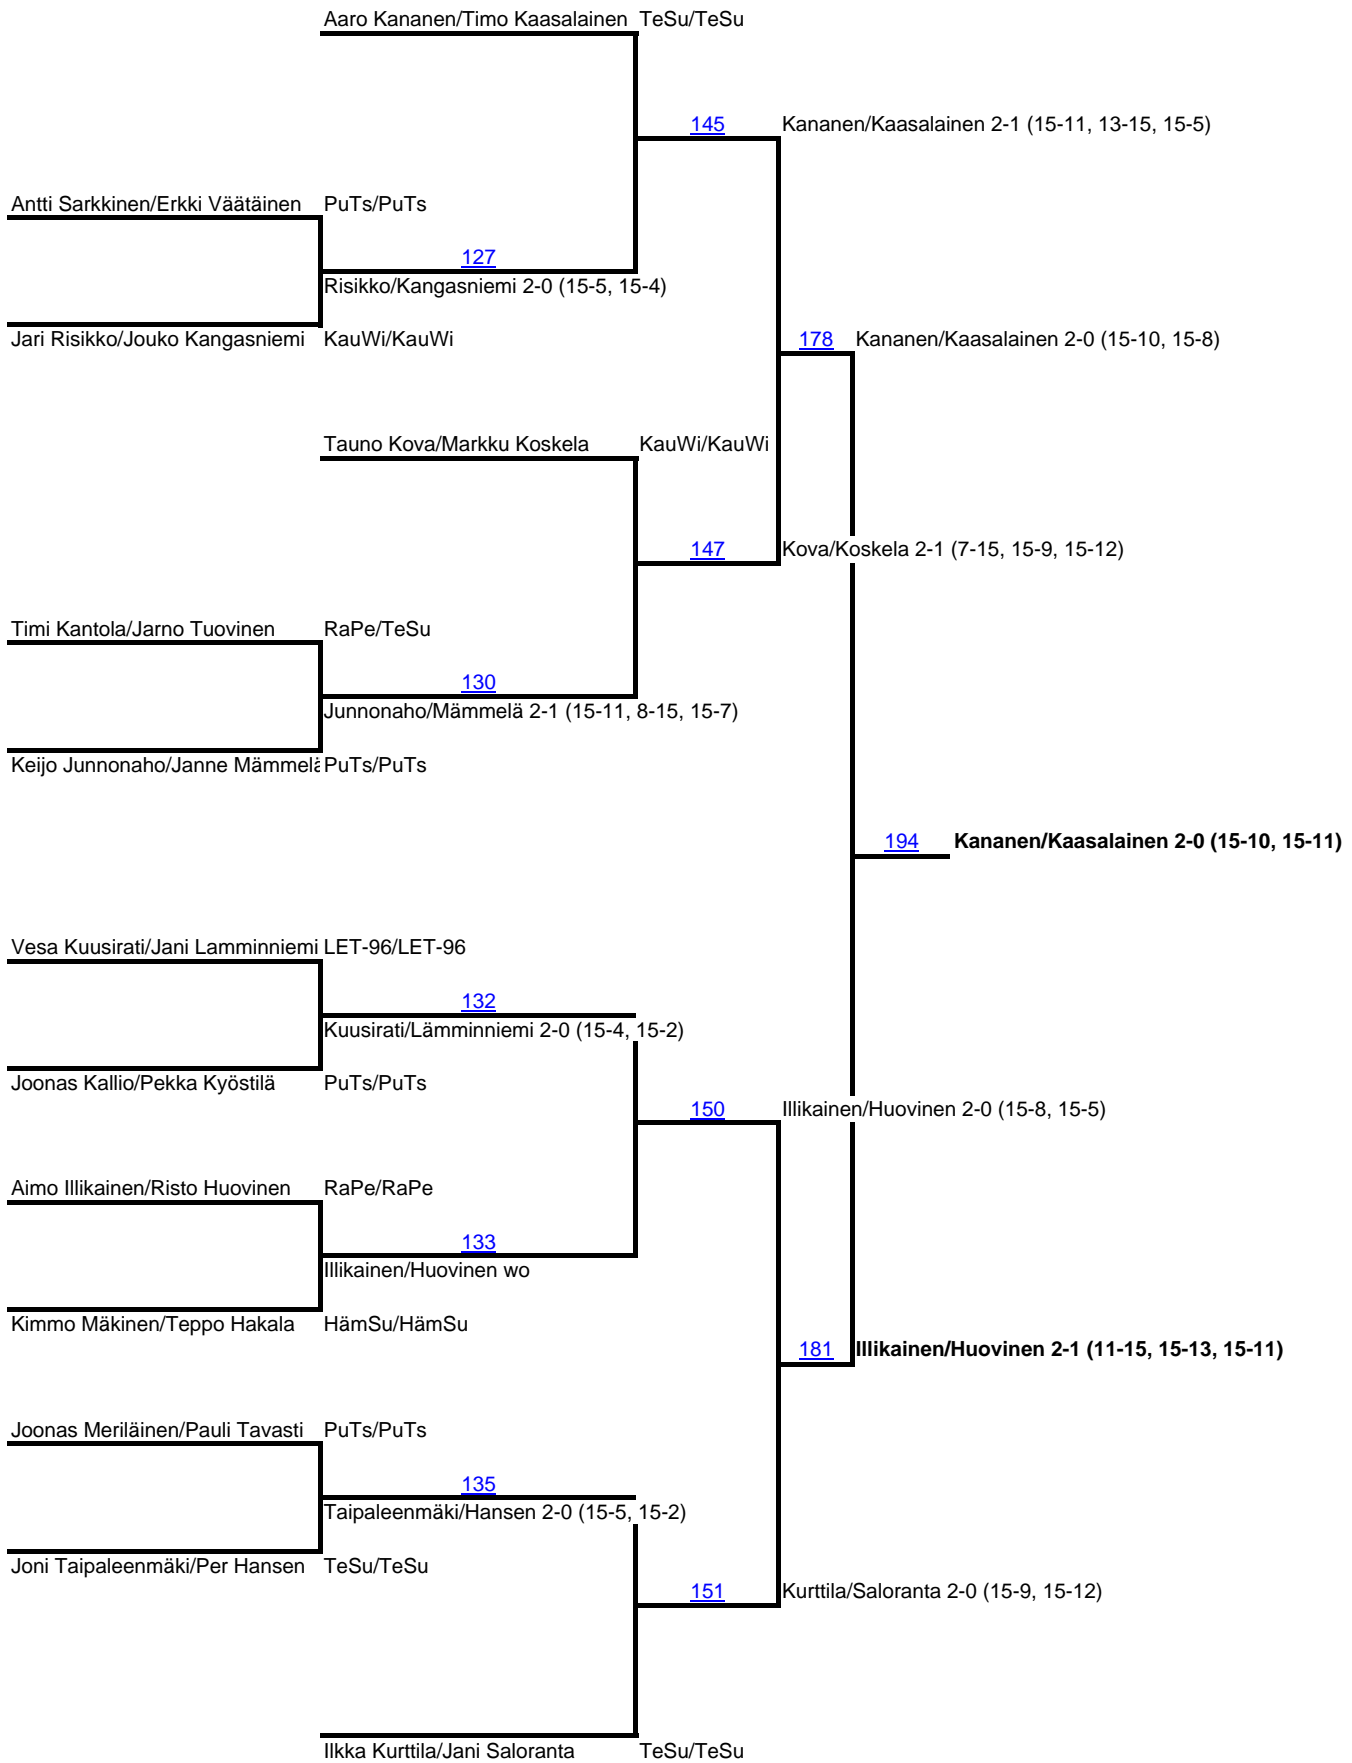 Aaro Kananen/Timo Kaasalainen TeSu/TeSu
145 Kananen/Kaasalainen 2-1 (15-11, 13-15, 15-5)
Antti Sarkkinen/Erkki Väätäinen PuTs/PuTs
127
Risikko/Kangasniemi 2-0 (15-5, 15-4)
Jari Risikko/Jouko Kangasniemi KauWi/KauWi
178 Kananen/Kaasalainen 2-0 (15-10, 15-8)
Tauno Kova/Markku Koskela KauWi/KauWi
147 Kova/Koskela 2-1 (7-15, 15-9, 15-12)
Timi Kantola/Jarno Tuovinen RaPe/TeSu
130
Junnonaho/Mämmelä 2-1 (15-11, 8-15, 15-7)
Keijo Junnonaho/Janne Mämmelä PuTs/PuTs
194 Kananen/Kaasalainen 2-0 (15-10, 15-11)
Vesa Kuusirati/Jani Lamminniemi LET-96/LET-96
132
Kuusirati/Lämminniemi 2-0 (15-4, 15-2)
Joonas Kallio/Pekka Kyöstilä PuTs/PuTs
150 Illikainen/Huovinen 2-0 (15-8, 15-5)
Aimo Illikainen/Risto Huovinen RaPe/RaPe
133
Illikainen/Huovinen wo
Kimmo Mäkinen/Teppo Hakala HämSu/HämSu
181 Illikainen/Huovinen 2-1 (11-15, 15-13, 15-11)
Joonas Meriläinen/Pauli Tavasti PuTs/PuTs
135
Taipaleenmäki/Hansen 2-0 (15-5, 15-2)
Joni Taipaleenmäki/Per Hansen TeSu/TeSu
151 Kurttila/Saloranta 2-0 (15-9, 15-12)
Ilkka Kurttila/Jani Saloranta TeSu/TeSu